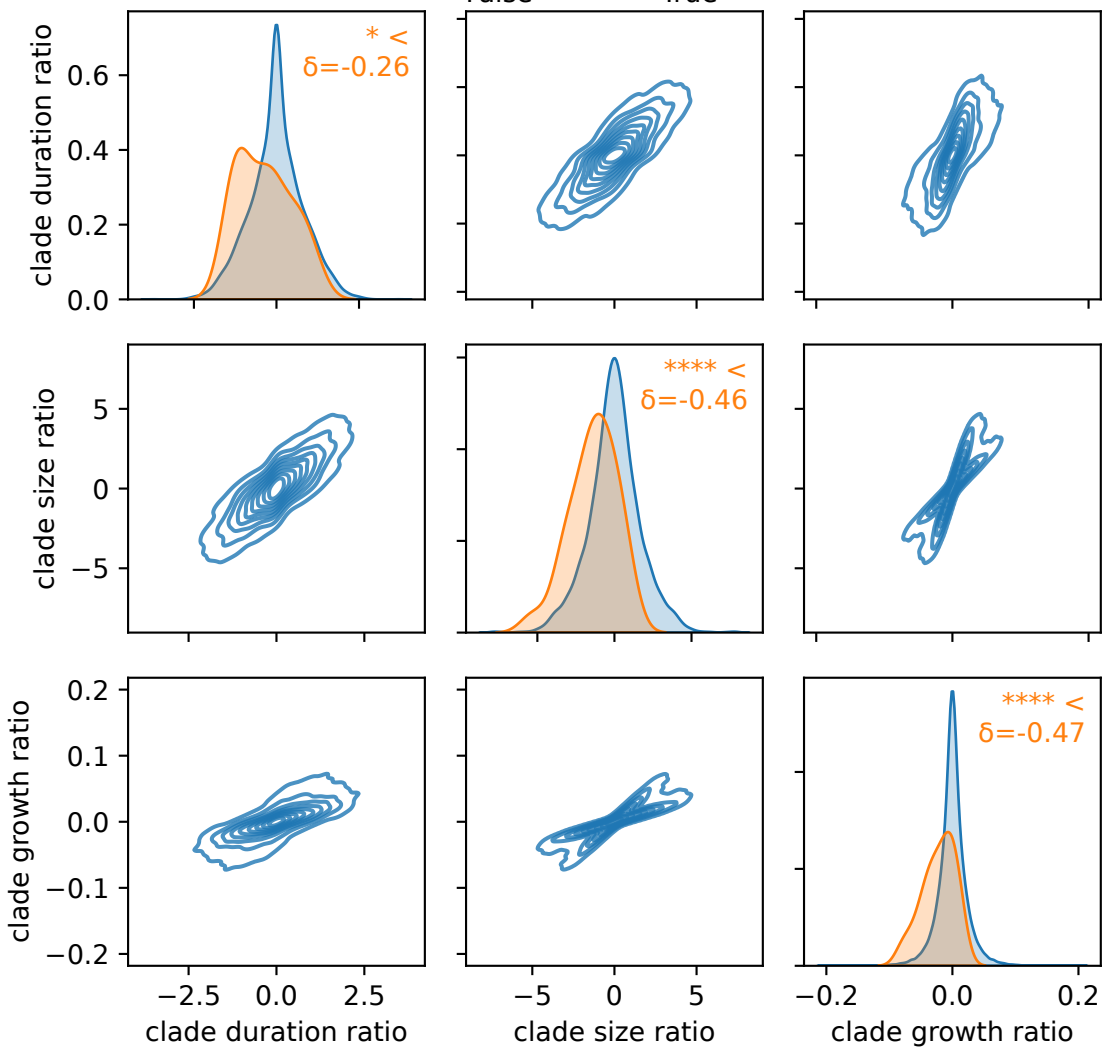 clade duration ratio
0.6
0.4
0.2
0.0
* <
δ=-0.26
clade size ratio
5
0
−5
**** <
δ=-0.46
clade growth ratio
0.2
0.1
0.0
−0.1
−0.2
**** <
δ=-0.47
−2.5 0.0 2.5
−5 0 5
−0.2 0.0 0.2
clade duration ratio
clade size ratio
clade growth ratio